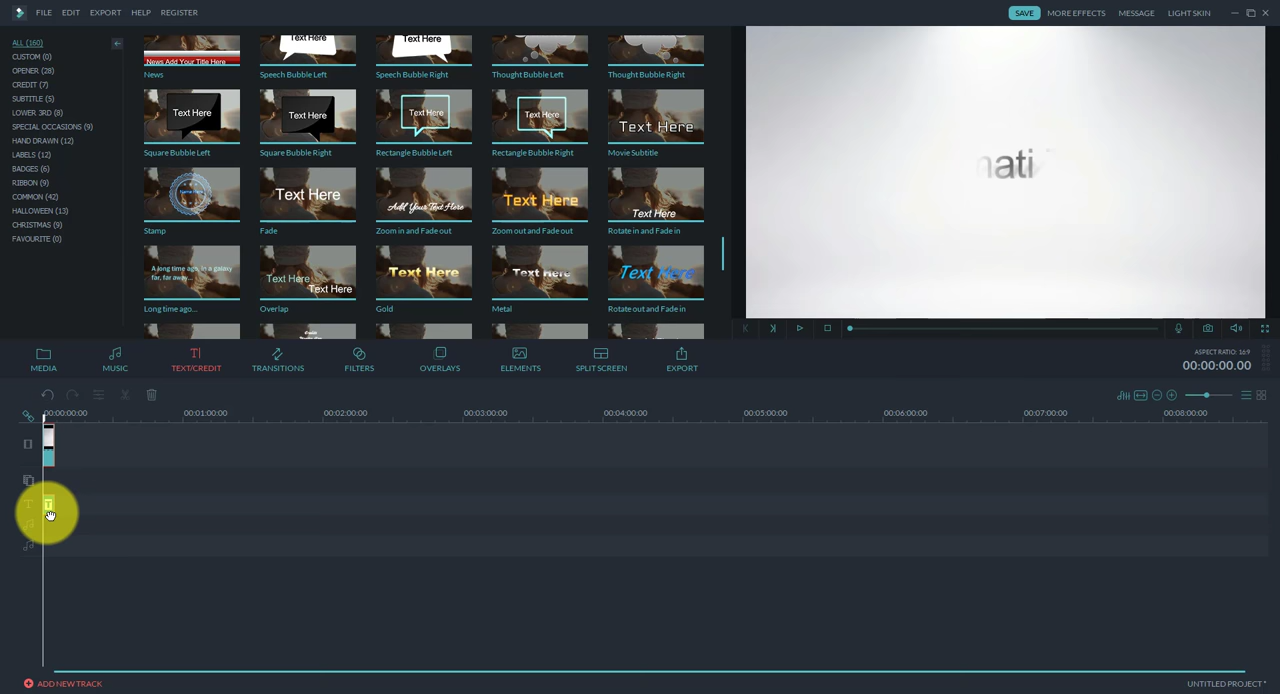 FILE EDIT EXPORT HELP REGISTER
SAVE MORE EFFECTS MESSAGE LIGHT SKIN
ALL (160)
CUSTOM (0)
OPENER (28)
CREDIT (7)
SUBTITLE (5)
LOWER 3RD (8)
SPECIAL OCCASIONS (9)
HAND DRAWN (12)
LABELS (12)
BADGES (6)
RIBBON (9)
COMMON (42)
HALLOWEEN (13)
CHRISTMAS (9)
FAVOURITE (0)
News Add Your Title Here Text Here Text Here
News Speech Bubble Left Speech Bubble Right Thought Bubble Left Thought Bubble Right
Text Here Text Here Text Here Text Here Text Here
Square Bubble Left Square Bubble Right Rectangle Bubble Left Rectangle Bubble Right Movie Subtitle
Text Here Add Your Text Here Text Here Text Here
Stamp Fade Zoom in and Fade out Zoom out and Fade out Rotate in and Fade in
A long time ago, in a galaxy
far, far away... Text Here Text Here Text Here Text Here Text Here
Long time ago... Overlap Gold Metal Rotate out and Fade in
nati
MEDIA MUSIC TEXT/CREDIT TRANSITIONS FILTERS OVERLAYS ELEMENTS SPLIT SCREEN EXPORT
ASPECT RATIO: 16:9
00:00:00.00
00:00:00:00 00:01:00:00 00:02:00:00 00:03:00:00 00:04:00:00 00:05:00:00 00:06:00:00 00:07:00:00 00:08:00:00
T
ADD NEW TRACK
UNTITLED PROJECT *